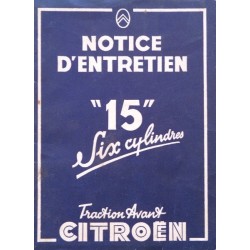 NOTICE
D'ENTRETIEN
"15"
Six cylindres
Traction Avant
CITROËN